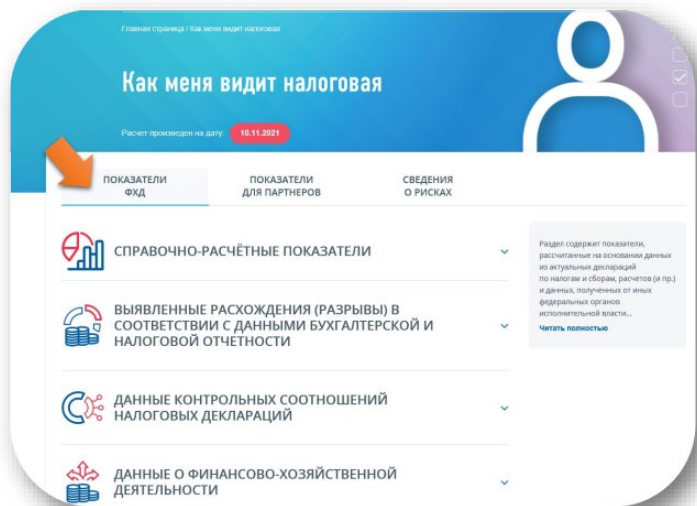 Главная страница / Как меня видит налоговая
Как меня видит налоговая
Расчет произведен на дату: 10.11.2021
ПОКАЗАТЕЛИ
ФХД
ПОКАЗАТЕЛИ
ДЛЯ ПАРТНЕРОВ
СВЕДЕНИЯ
О РИСКАХ
СПРАВОЧНО-РАСЧЁТНЫЕ ПОКАЗАТЕЛИ
ВЫЯВЛЕННЫЕ РАСХОЖДЕНИЯ (РАЗРЫВЫ) В
СООТВЕТСТВИИ С ДАННЫМИ БУХГАЛТЕРСКОЙ И
НАЛОГОВОЙ ОТЧЕТНОСТИ
ДАННЫЕ КОНТРОЛЬНЫХ СООТНОШЕНИЙ
НАЛОГОВЫХ ДЕКЛАРАЦИЙ
ДАННЫЕ О ФИНАНСОВО-ХОЗЯЙСТВЕННОЙ
ДЕЯТЕЛЬНОСТИ
Раздел содержит показатели,
рассчитанные на основании данных
из актуальных деклараций
по налогам и сборам, расчетов (и пр.)
и данных, полученных от иных
федеральных органов
исполнительной власти...
Читать полностью